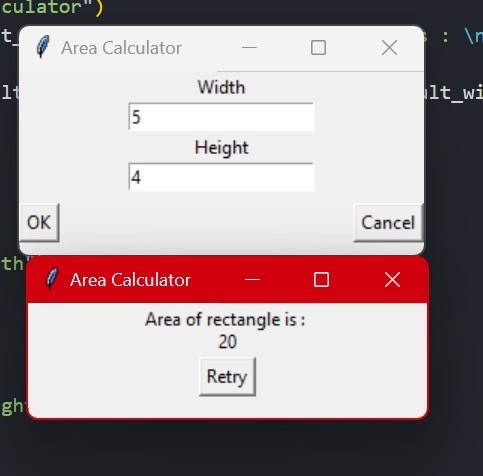 culator")
Area Calculator
t_
s : \n
Width
lt
ult_wi
5
Height
4
OK
Cancel
th"
Area Calculator
Area of rectangle is :
20
Retry
gh